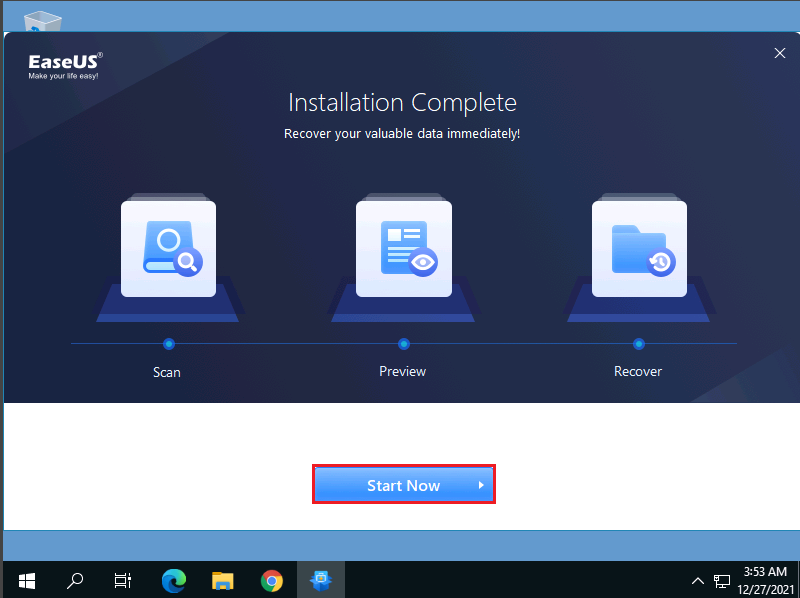 EaseUS®
Make your life easy!
Installation Complete
Recover your valuable data immediately!
Scan
Preview
Recover
Start Now
3:53 AM
12/27/2021